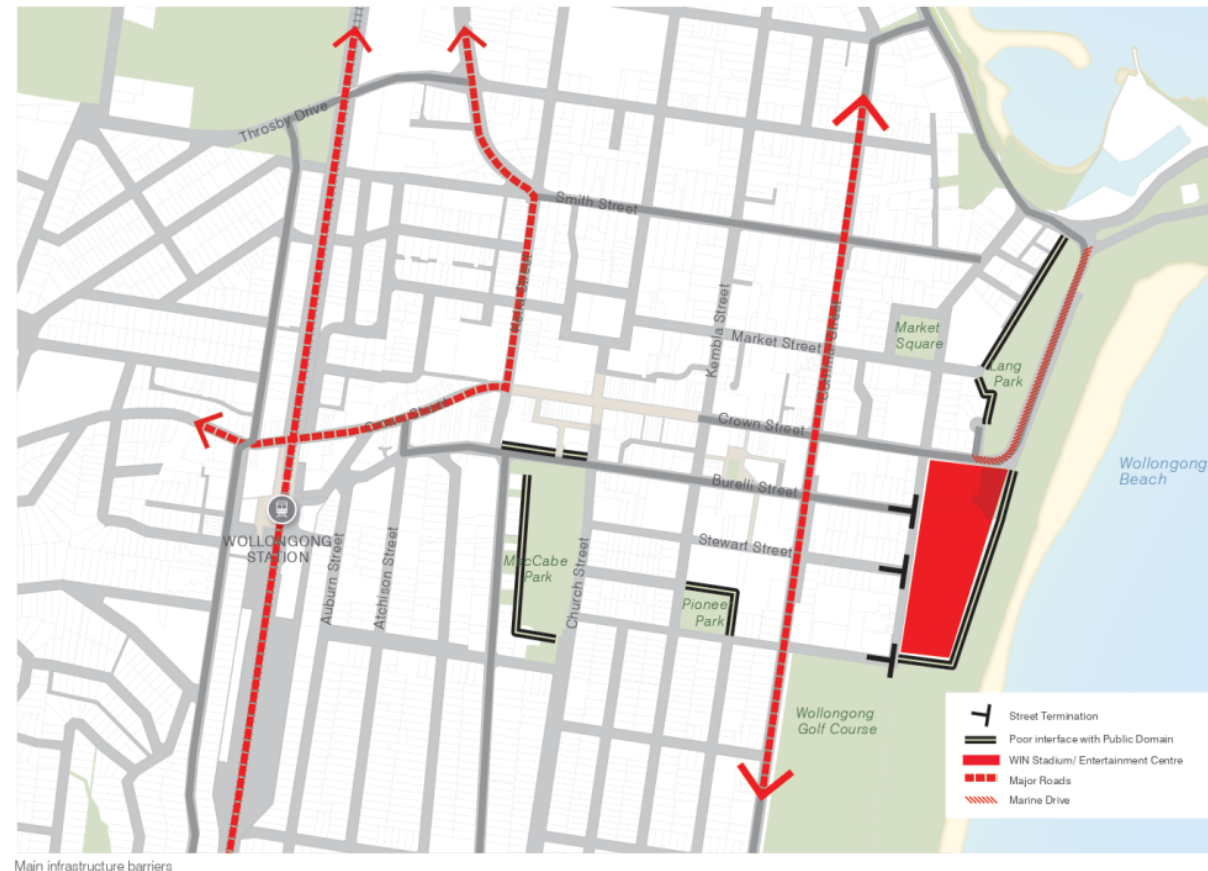 Throsby Drive
Smith Street
Kembla Street
Market Street
Market
Square
Lang
Park
Crown Street
Wollongong
Beach
Burelli Street
WOLLONGONG
STATION
Stewart Street
MacCabe
Park
Auburn Street
Atchison Street
Church Street
Pionee
Park
Wollongong
Golf Course
Street Termination
Poor interface with Public Domain
WIN Stadium/ Entertainment Centre
Major Roads
Marine Drive
Main infrastructure barriers